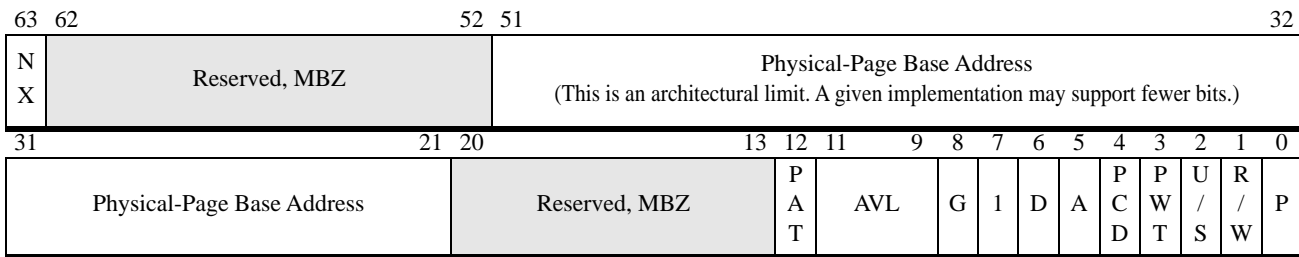 63 62 52 51 32
N
X
Reserved, MBZ
Physical-Page Base Address
(This is an architectural limit. A given implementation may support fewer bits.)
31 21 20 13 12 11 9 8 7 6 5 4 3 2 1 0
Physical-Page Base Address
Reserved, MBZ
P
A
T
AVL
G
1
D
A
P
C
D
P
W
T
U
/
S
R
/
W
P